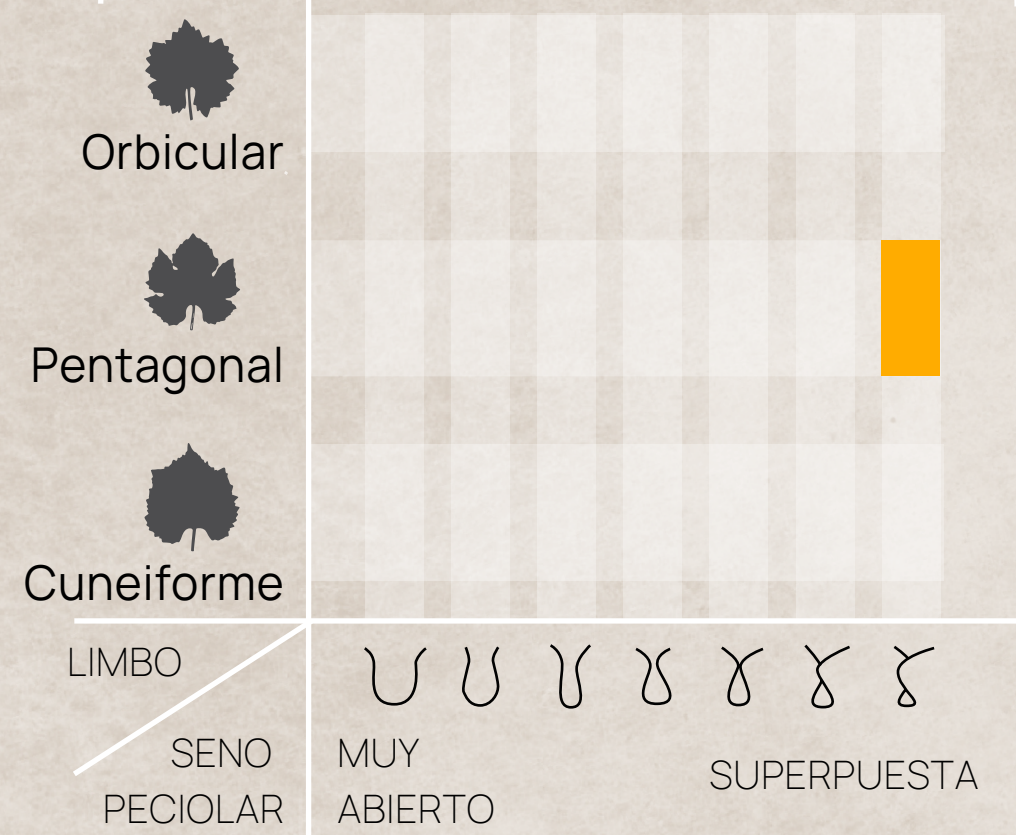 Orbicular
Pentagonal
Cuneiforme
LIMBO
SENO
PECIOLAR
MUY
ABIERTO
SUPERPUESTA